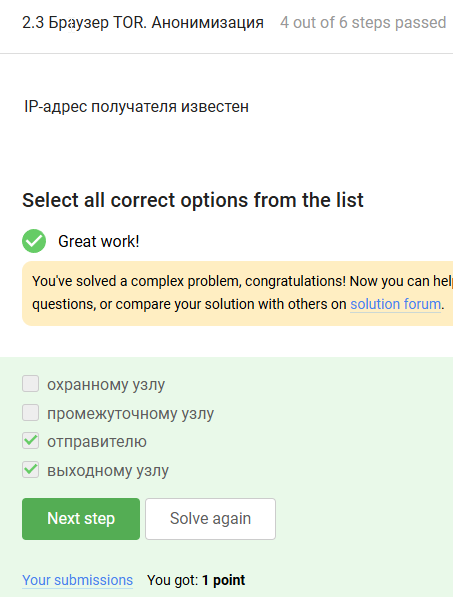 2.3 Браузер TOR. Анонимизация 4 out of 6 steps passed
IP-адрес получателя известен
Select all correct options from the list
Great work!
You've solved a complex problem, congratulations! Now you can help
questions, or compare your solution with others on solution forum.
охранному узлу
промежуточному узлу
отправителю
выходному узлу
Next step Solve again
Your submissions You got: 1 point